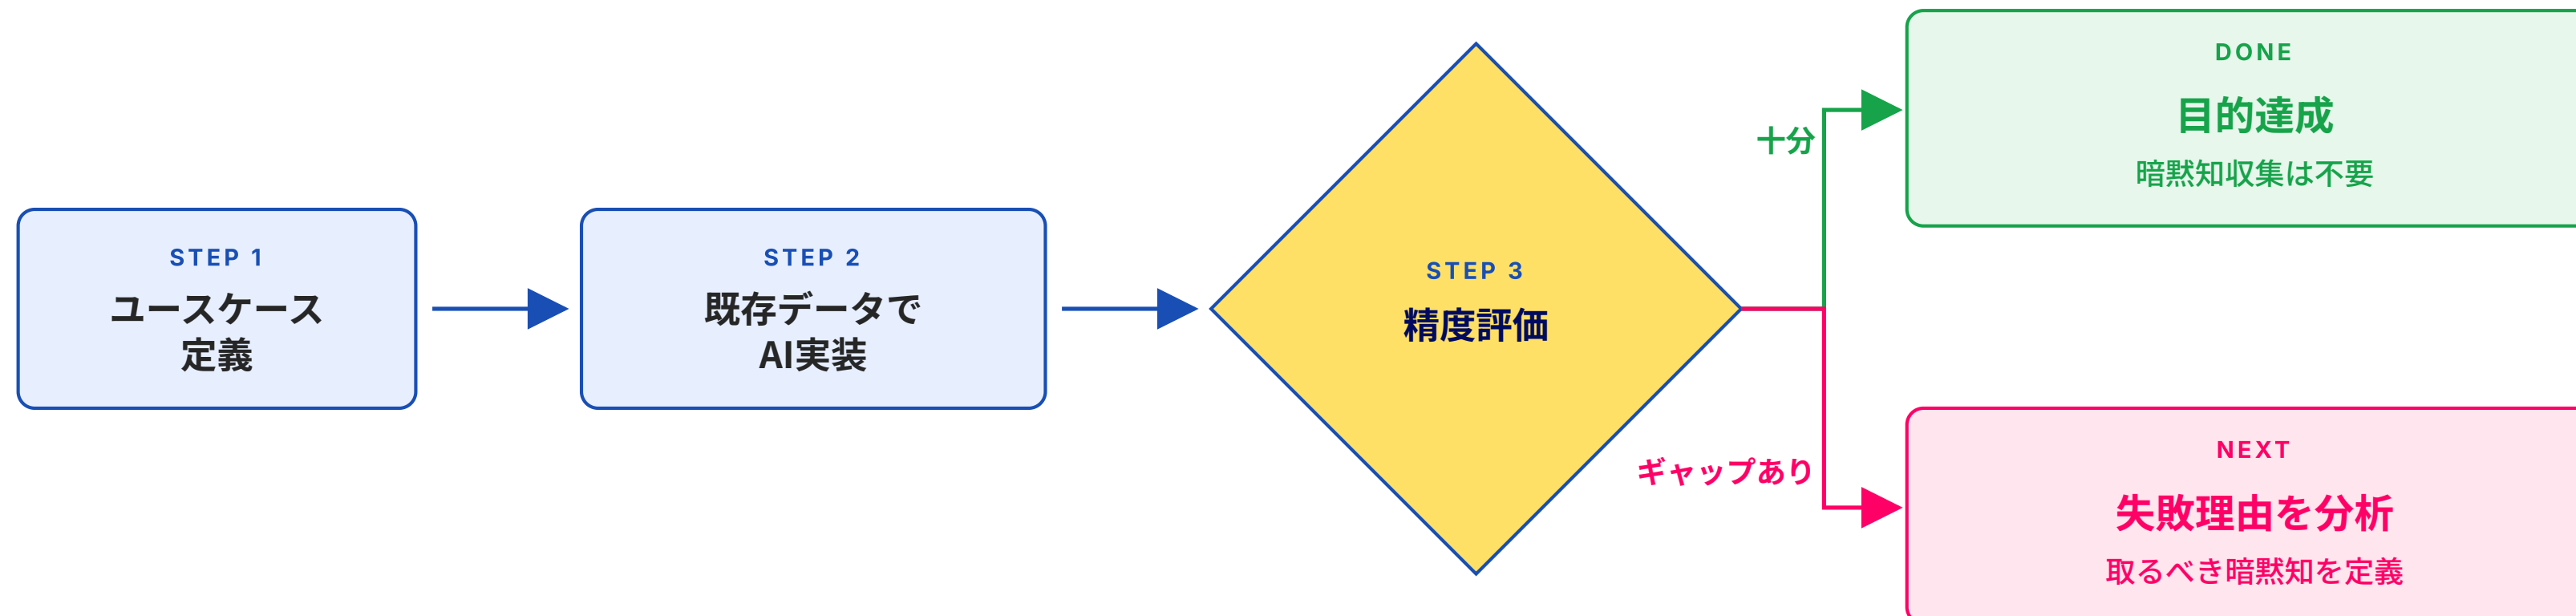 STEP 1
ユースケース
定義
STEP 2
既存データで
AI実装
STEP 3
精度評価
十分
DONE
目的達成
暗黙知収集は不要
ギャップあり
NEXT
失敗理由を分析
取るべき暗黙知を定義